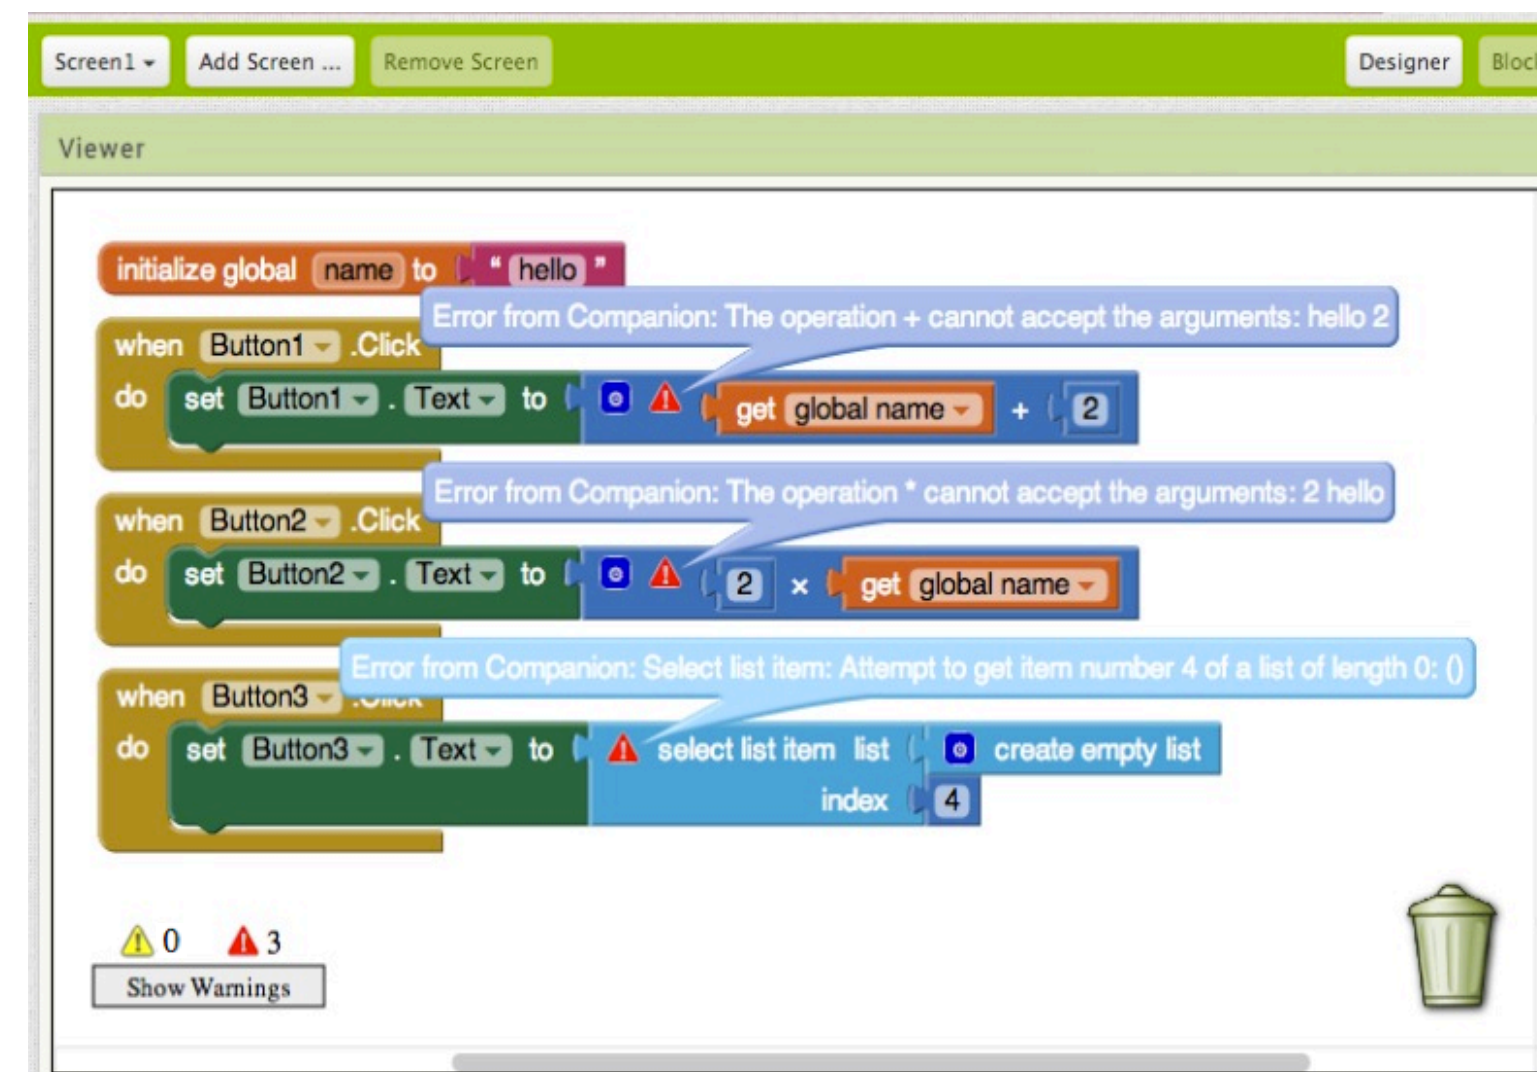 Screen1 Add Screen ... Remove Screen Designer Bloc
Viewer
initialize global name to “ hello ”
Error from Companion: The operation + cannot accept the arguments: hello 2
when Button1 .Click
do set Button1 . Text to get global name + 2
Error from Companion: The operation * cannot accept the arguments: 2 hello
when Button2 .Click
do set Button2 . Text to 2 × get global name
Error from Companion: Select list item: Attempt to get item number 4 of a list of length 0: ()
when Button3 .Click
do set Button3 . Text to select list item list create empty list
index 4
0 3
Show Warnings